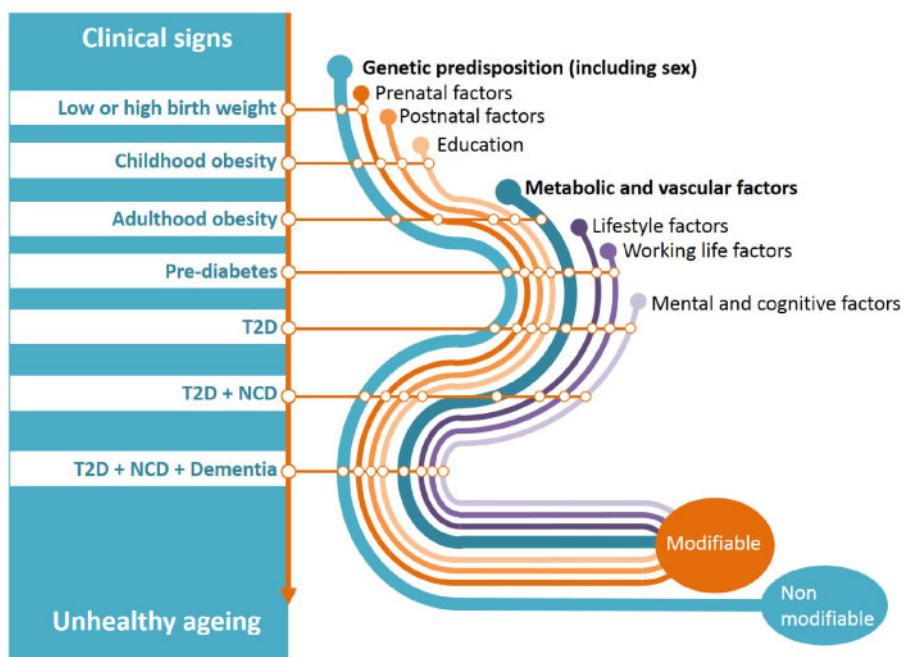 Clinical signs
Low or high birth weight
Childhood obesity
Adulthood obesity
Pre-diabetes
T2D
T2D + NCD
T2D + NCD + Dementia
Unhealthy ageing
Genetic predisposition (including sex)
Prenatal factors
Postnatal factors
Education
Metabolic and vascular factors
Lifestyle factors
Working life factors
Mental and cognitive factors
Modifiable
Non
modifiable